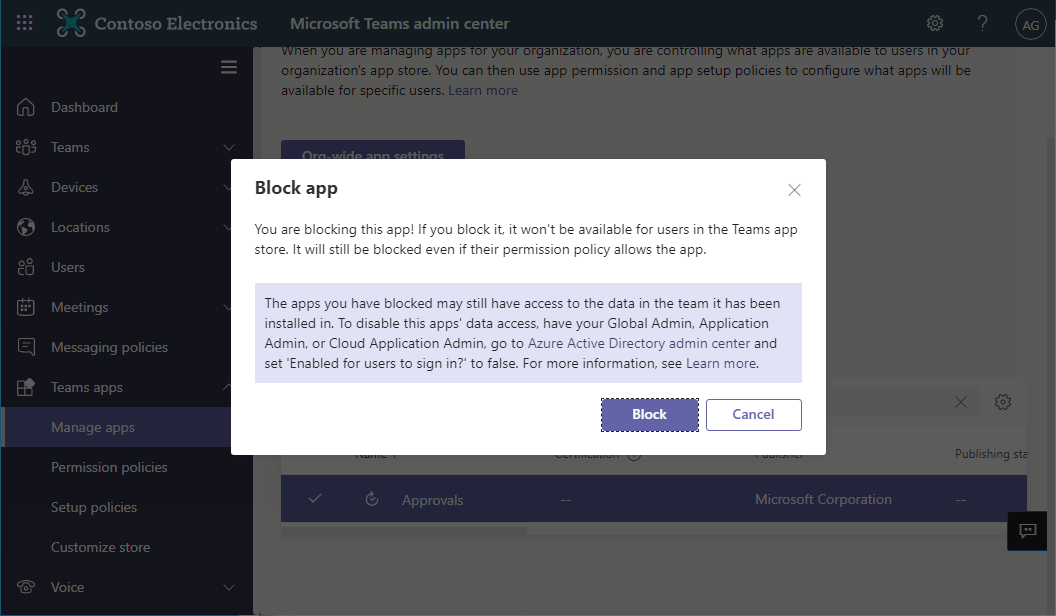 Contoso Electronics
Microsoft Teams admin center
?
AG
When you are managing apps for your organization, you are controlling what apps are available to users in your
organization's app store. You can then use app permission and app setup policies to configure what apps will be
available for specific users. Learn more
Dashboard
Teams
Devices
Locations
Users
Meetings
Messaging policies
Teams apps
Manage apps
Permission policies
Setup policies
Customize store
Voice
Org-wide app settings
Block app
You are blocking this app! If you block it, it won't be available for users in the Teams app
store. It will still be blocked even if their permission policy allows the app.
The apps you have blocked may still have access to the data in the team it has been
installed in. To disable this apps' data access, have your Global Admin, Application
Admin, or Cloud Application Admin, go to Azure Active Directory admin center and
set 'Enabled for users to sign in?' to false. For more information, see Learn more.
Block
Cancel
Name
Certification
Publisher
Publishing sta
Approvals
--
Microsoft Corporation
--